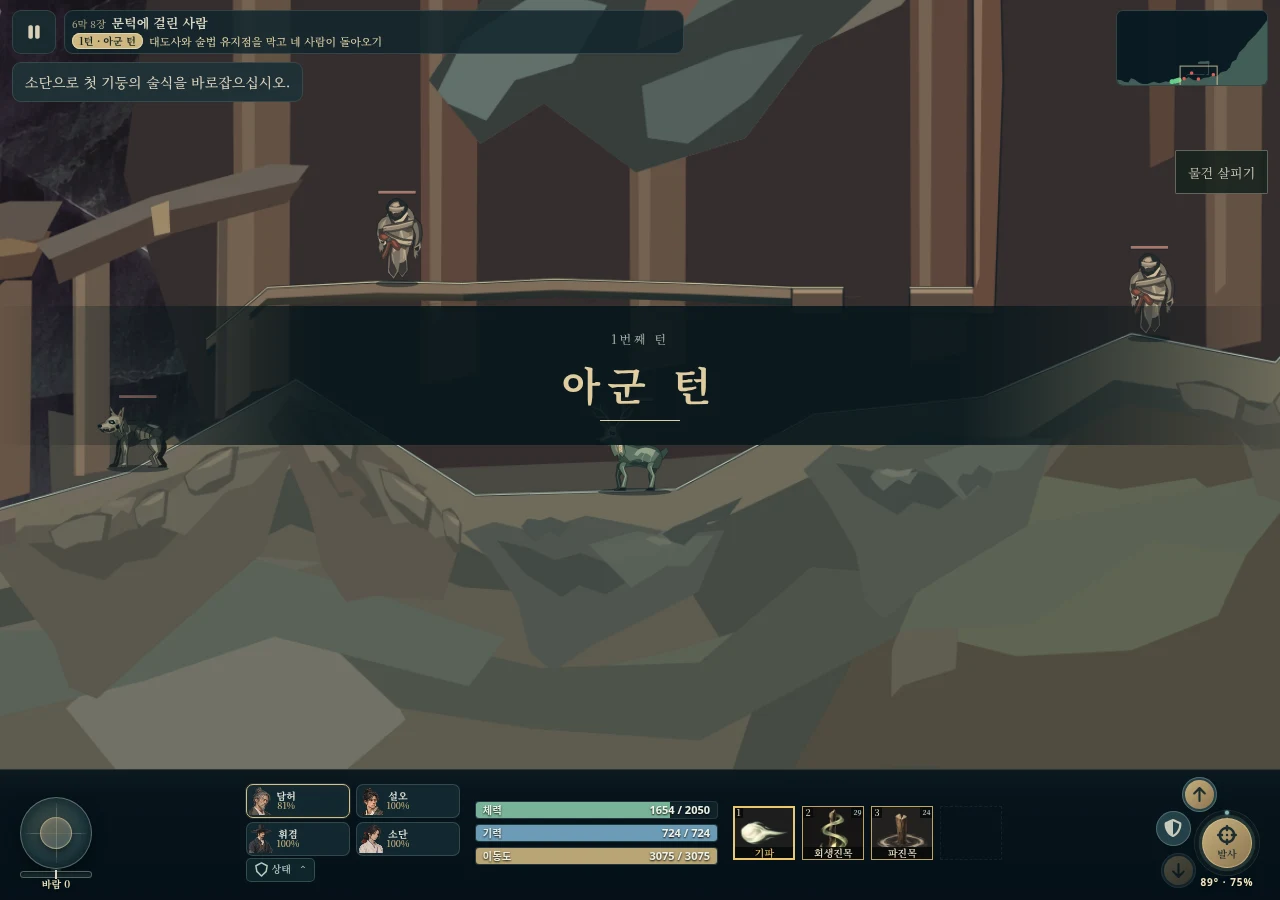 6막 8장 문턱에 걸린 사람
1턴 · 아군 턴 대도사와 술법 유지점을 막고 네 사람이 돌아오기
소단으로 첫 기둥의 술식을 바로잡으십시오.
물건 살피기
1번째 턴
아군 턴
바람 0
담허
81%
설오
100%
휘겸
100%
소단
100%
상태
체력 1654 / 2050
기력 724 / 724
이동도 3075 / 3075
1
기파
2 29
회생진목
3 24
파진목
발사
89° · 75%